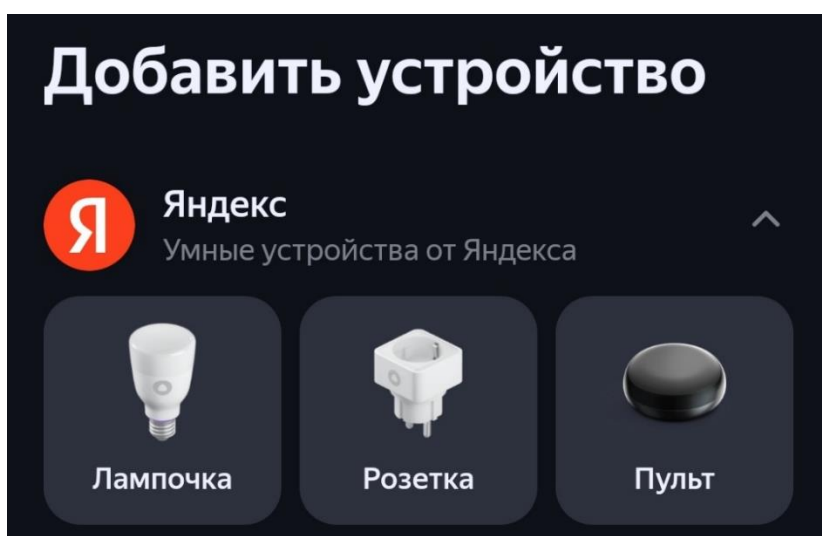 Добавить устройство
Я
Яндекс
Умные устройства от Яндекса
Лампочка
Розетка
Пульт